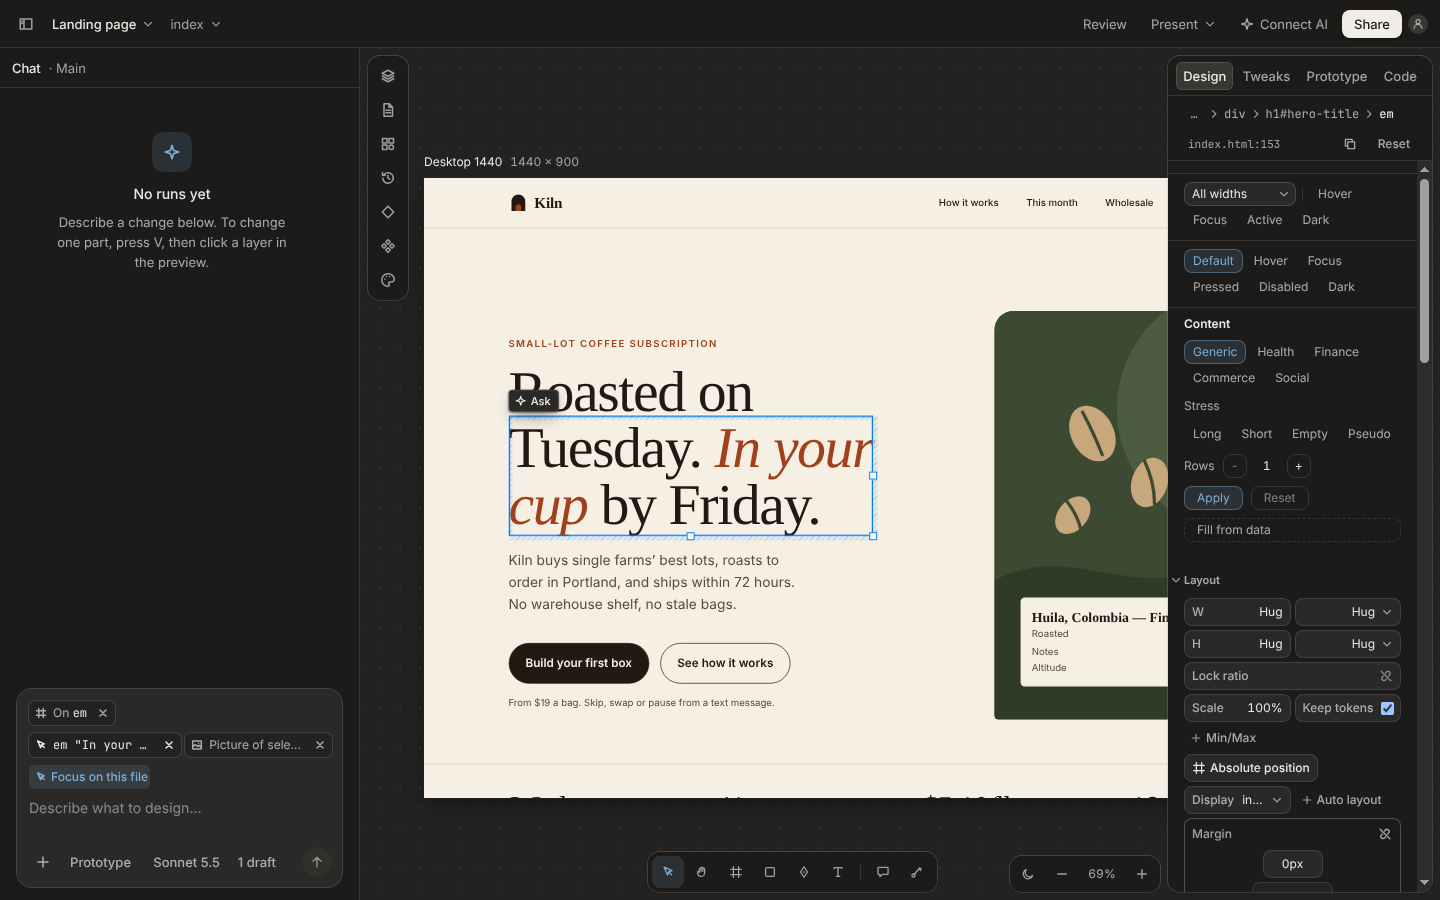 Landing page
index
Review
Present
Connect AI
Share
Chat · Main
No runs yet
Describe a change below. To change
one part, press V, then click a layer in
the preview.
On em
em "In your …
Picture of sele…
Focus on this file
Describe what to design…
Prototype
Sonnet 5.5
1 draft
Desktop 1440 1440 × 900
Kiln
How it works
This month
Wholesale
SMALL-LOT COFFEE SUBSCRIPTION
Roasted on
Ask
Tuesday. In your
cup by Friday.
Kiln buys single farms’ best lots, roasts to
order in Portland, and ships within 72 hours.
No warehouse shelf, no stale bags.
Build your first box
See how it works
From $19 a bag. Skip, swap or pause from a text message.
Huila, Colombia — Fin
Roasted
Notes
Altitude
69%
Design
Tweaks
Prototype
Code
… > div > h1#hero-title > em
index.html:153
Reset
All widths
Hover
Focus
Active
Dark
Default
Hover
Focus
Pressed
Disabled
Dark
Content
Generic
Health
Finance
Commerce
Social
Stress
Long
Short
Empty
Pseudo
Rows - 1 +
Apply
Reset
Fill from data
Layout
W Hug
Hug
H Hug
Hug
Lock ratio
Scale 100%
Keep tokens
+ Min/Max
Absolute position
Display in…
+ Auto layout
Margin
0px